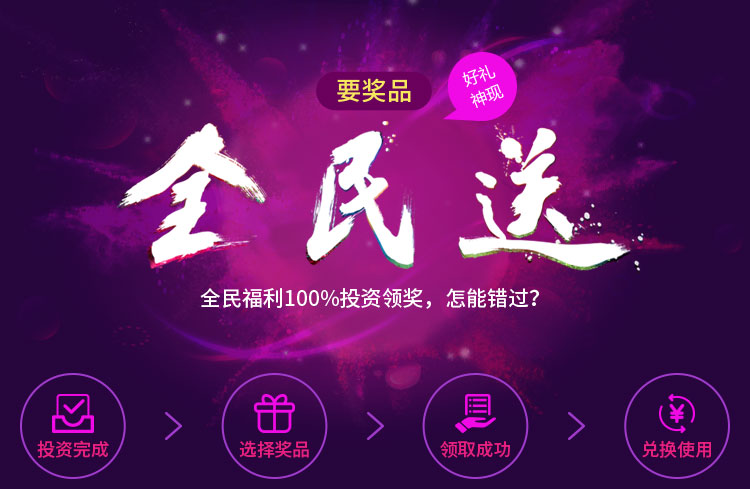 要奖品
好礼
神现
全民送
全民福利100%投资领奖，怎能错过？
投资完成
选择奖品
领取成功
兑换使用